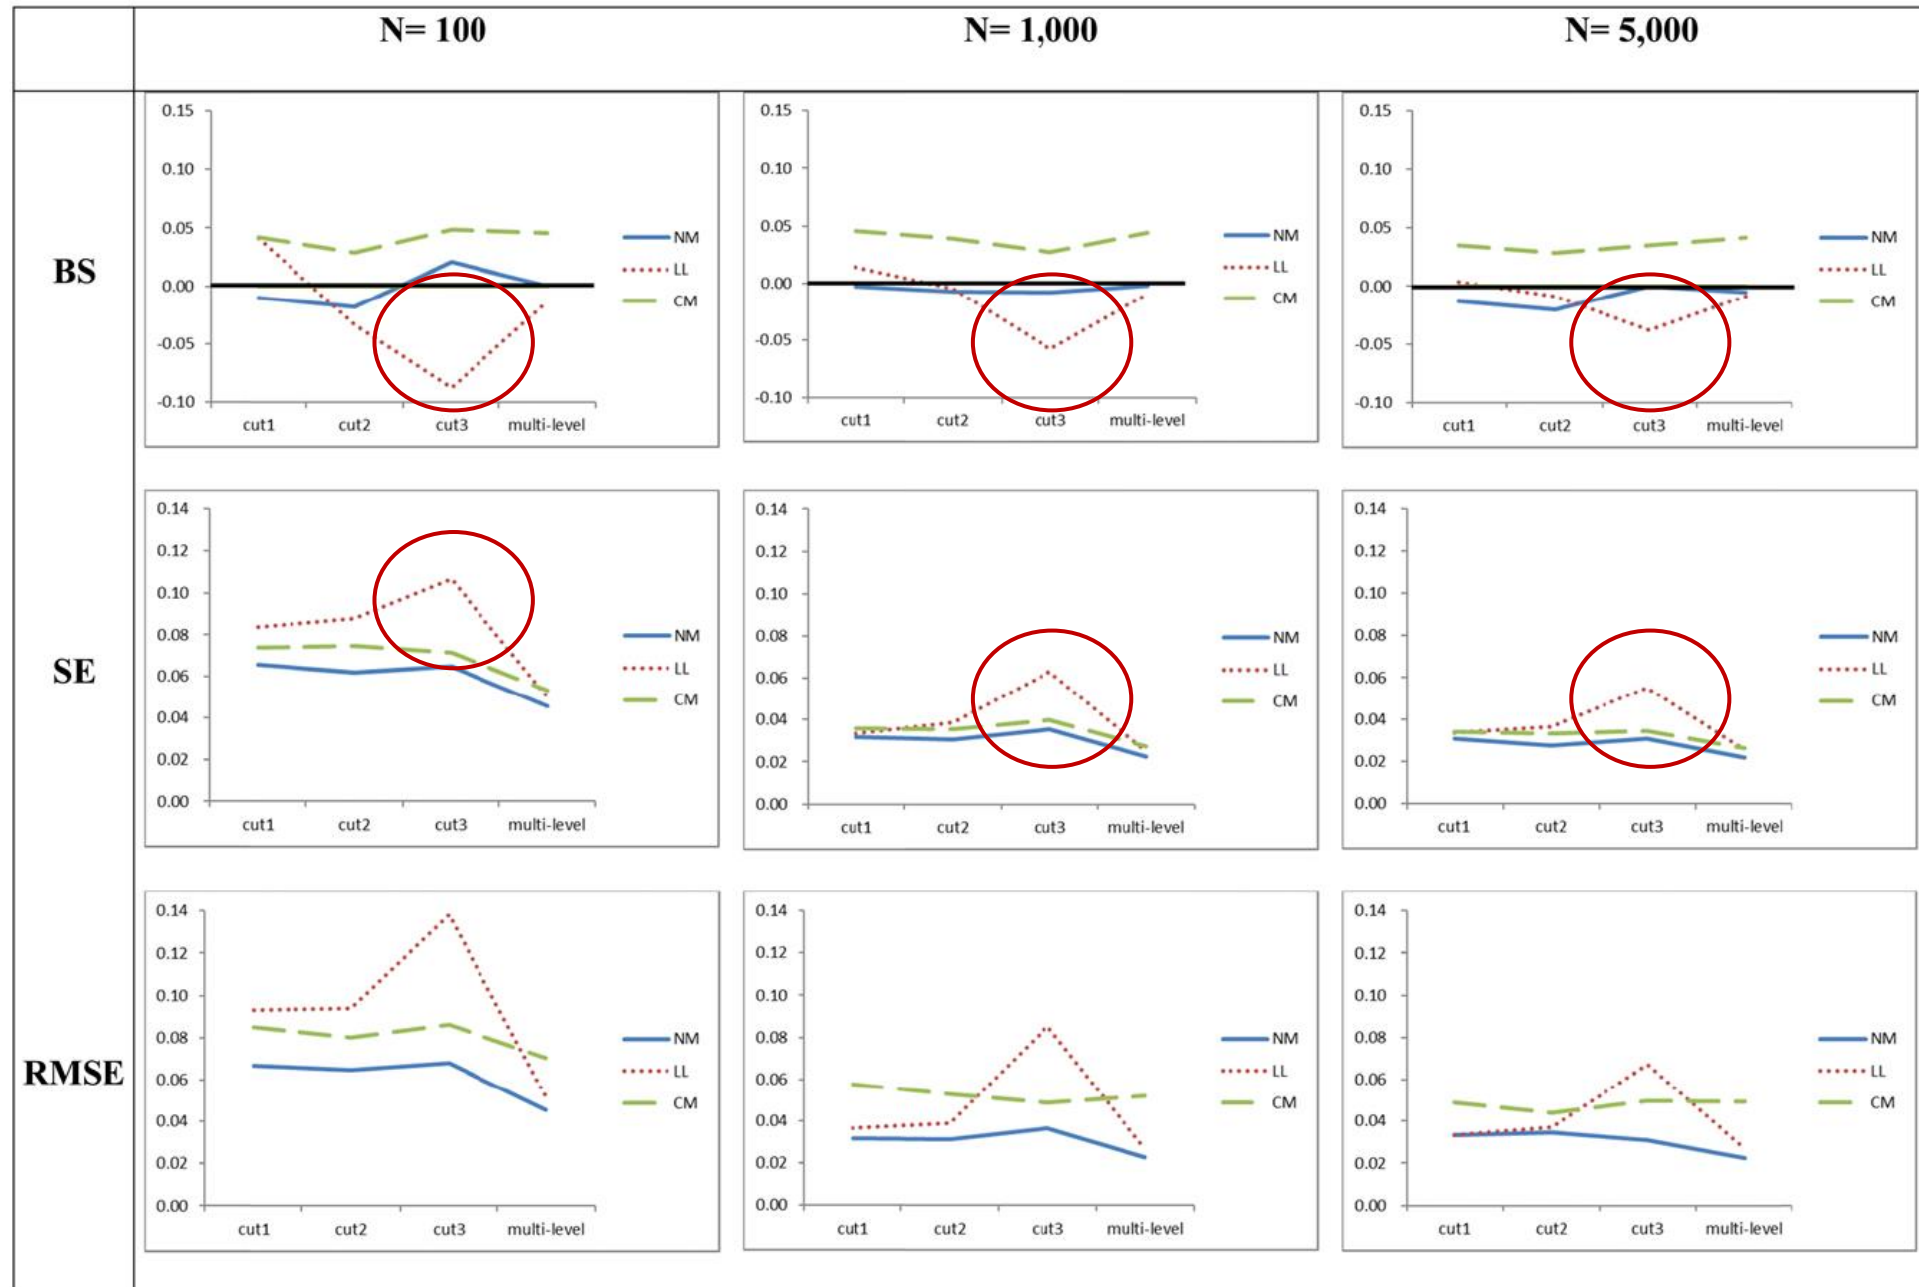 N= 100
N= 1,000
N= 5,000
BS
0.15
0.10
0.05
0.00
-0.05
-0.10
cut1 cut2 cut3 multi-level
NM
LL
CM
0.15
0.10
0.05
0.00
-0.05
-0.10
cut1 cut2 cut3 multi-level
NM
LL
CM
0.15
0.10
0.05
0.00
-0.05
-0.10
cut1 cut2 cut3 multi-level
NM
LL
CM
SE
0.14
0.12
0.10
0.08
0.06
0.04
0.02
0.00
cut1 cut2 cut3 multi-level
NM
LL
CM
0.14
0.12
0.10
0.08
0.06
0.04
0.02
0.00
cut1 cut2 cut3 multi-level
NM
LL
CM
0.14
0.12
0.10
0.08
0.06
0.04
0.02
0.00
cut1 cut2 cut3 multi-level
NM
LL
CM
RMSE
0.14
0.12
0.10
0.08
0.06
0.04
0.02
0.00
cut1 cut2 cut3 multi-level
NM
LL
CM
0.14
0.12
0.10
0.08
0.06
0.04
0.02
0.00
cut1 cut2 cut3 multi-level
NM
LL
CM
0.14
0.12
0.10
0.08
0.06
0.04
0.02
0.00
cut1 cut2 cut3 multi-level
NM
LL
CM